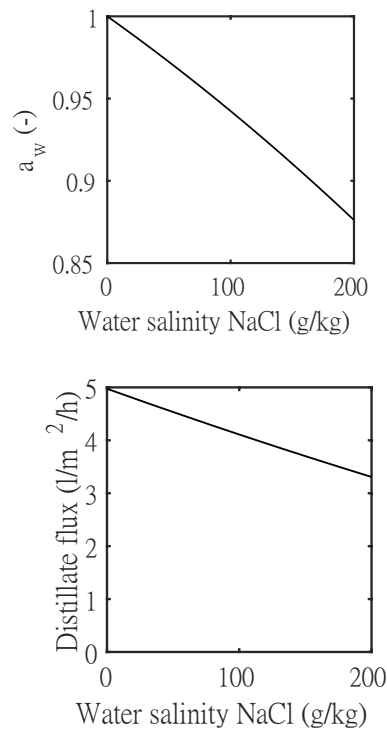 1
0.95
0.9
0.85
a_w (-)
0 100 200
Water salinity NaCl (g/kg)
5
4
3
2
1
0
Distillate flux (l/m ²/h)
0 100 200
Water salinity NaCl (g/kg)